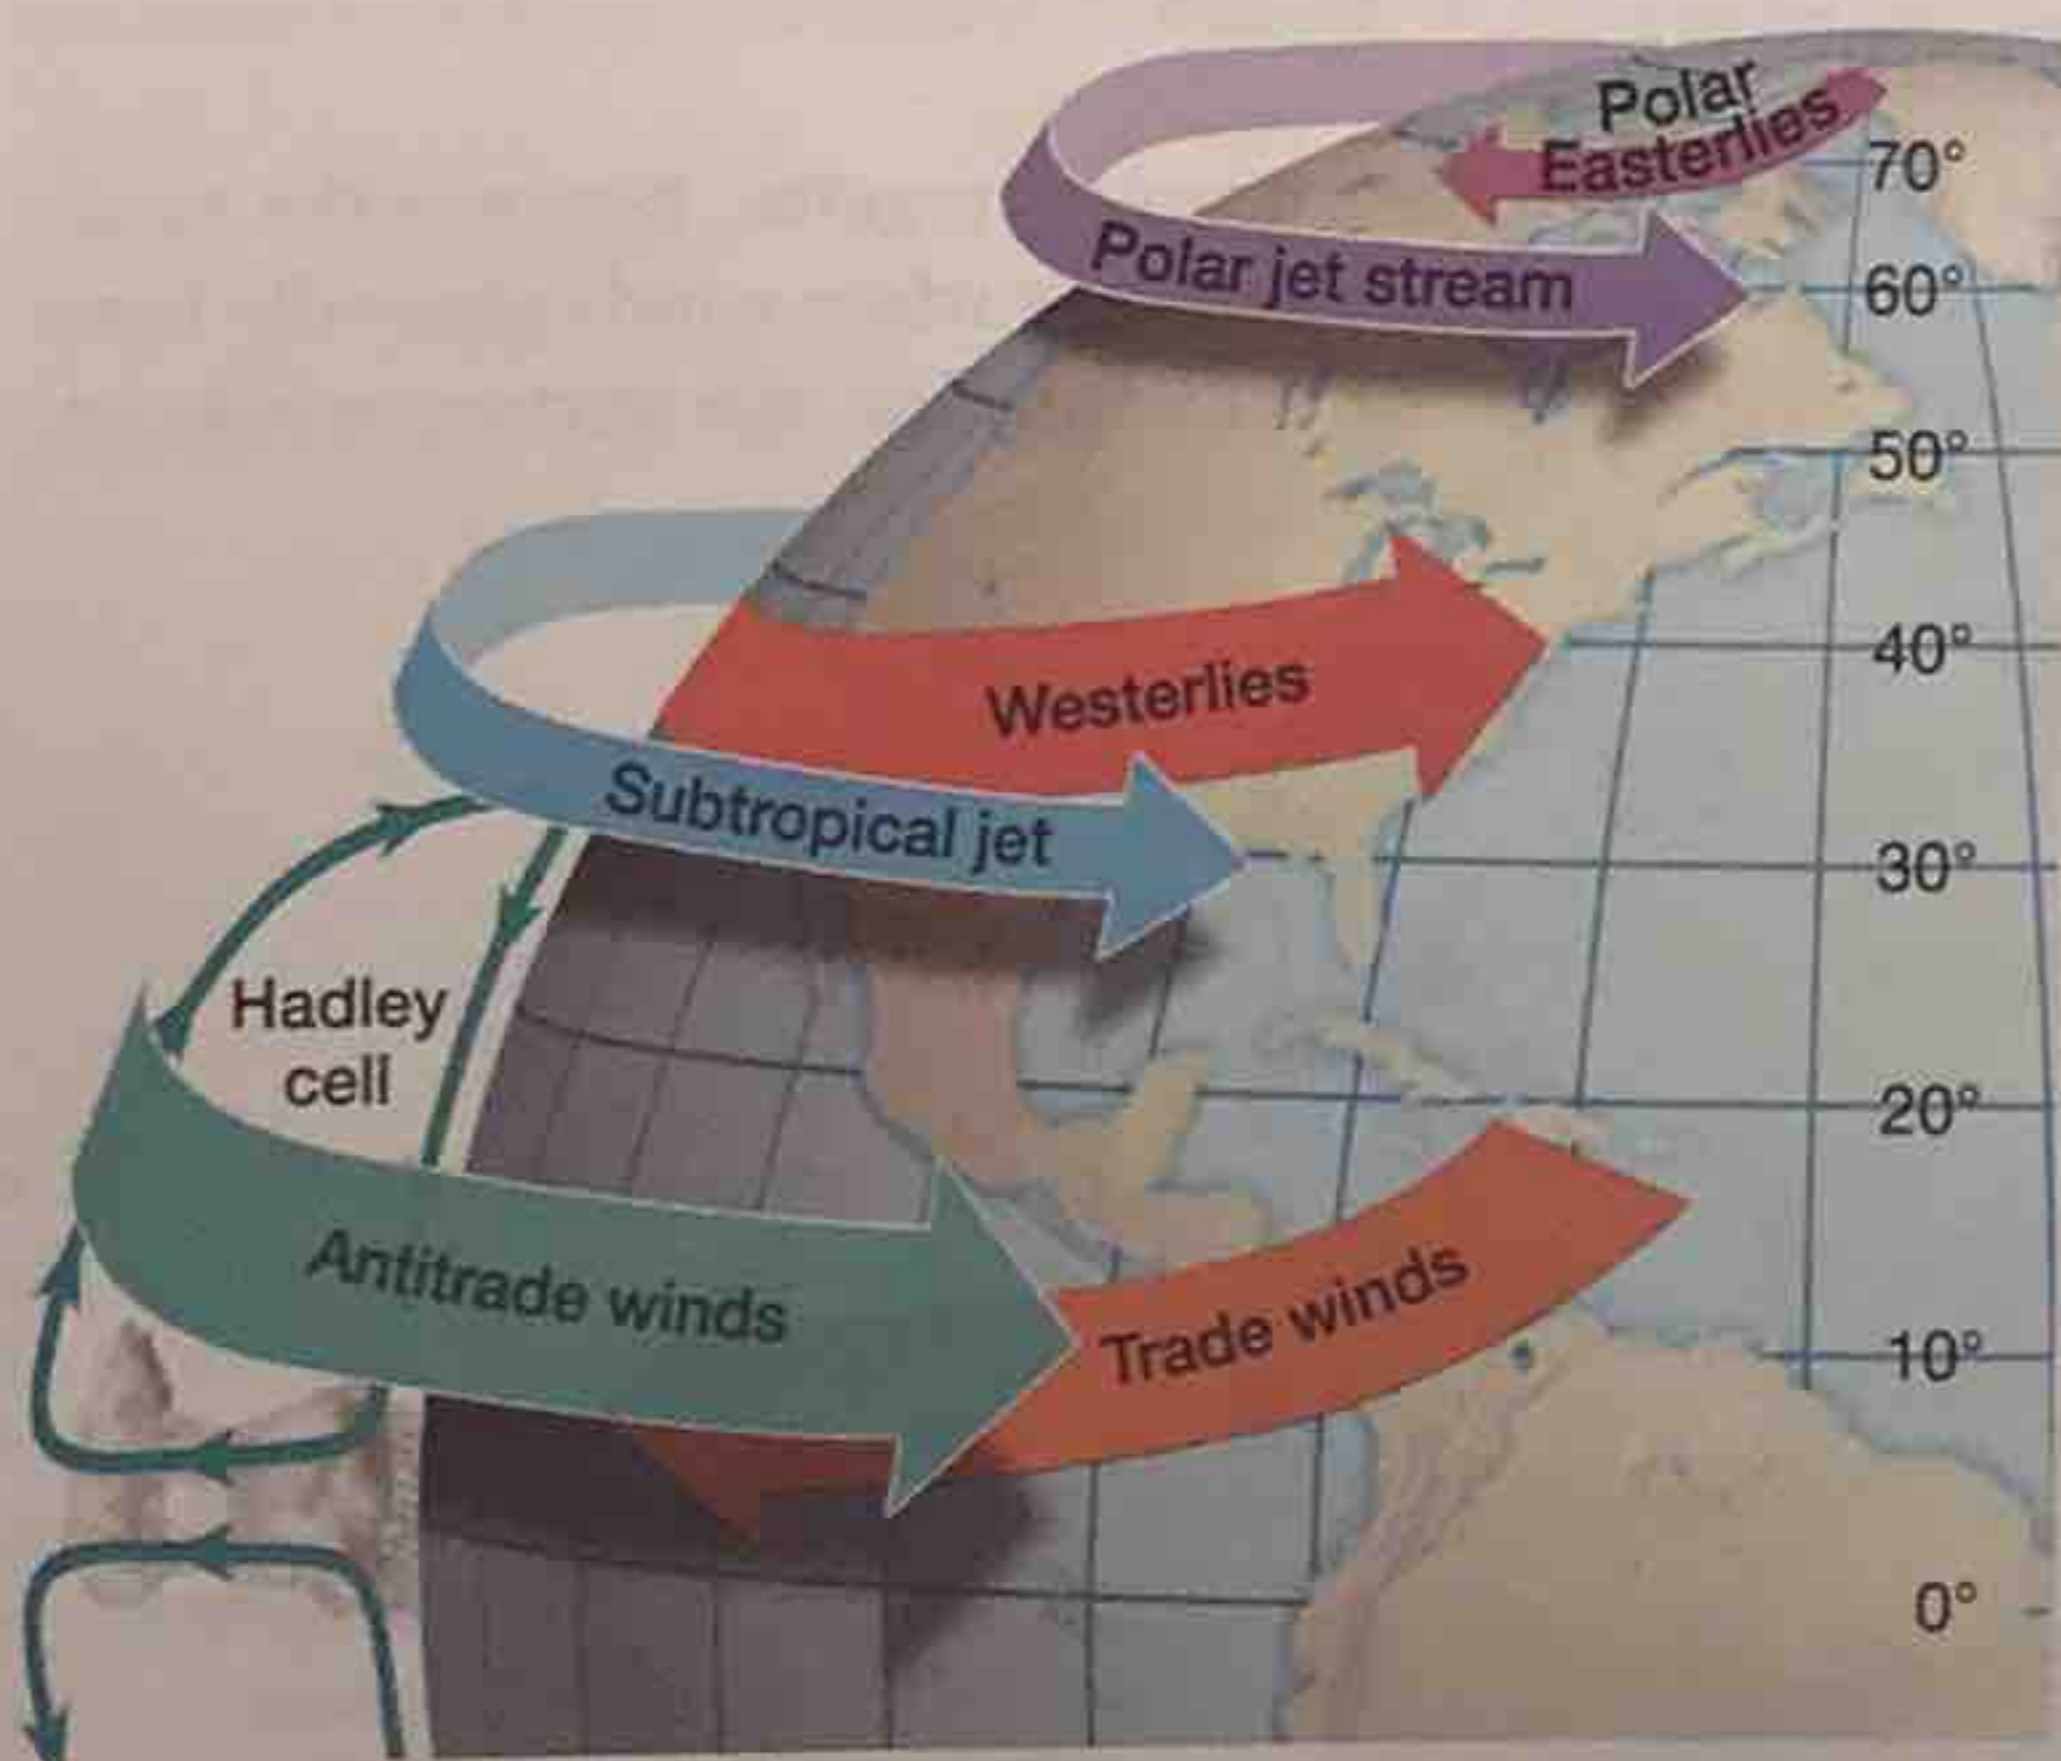 Polar
Easterlies
70°
Polar jet stream
60°
50°
40°
Westerlies
Subtropical jet
30°
Hadley
cell
20°
Antitrade winds
Trade winds
10°
0°